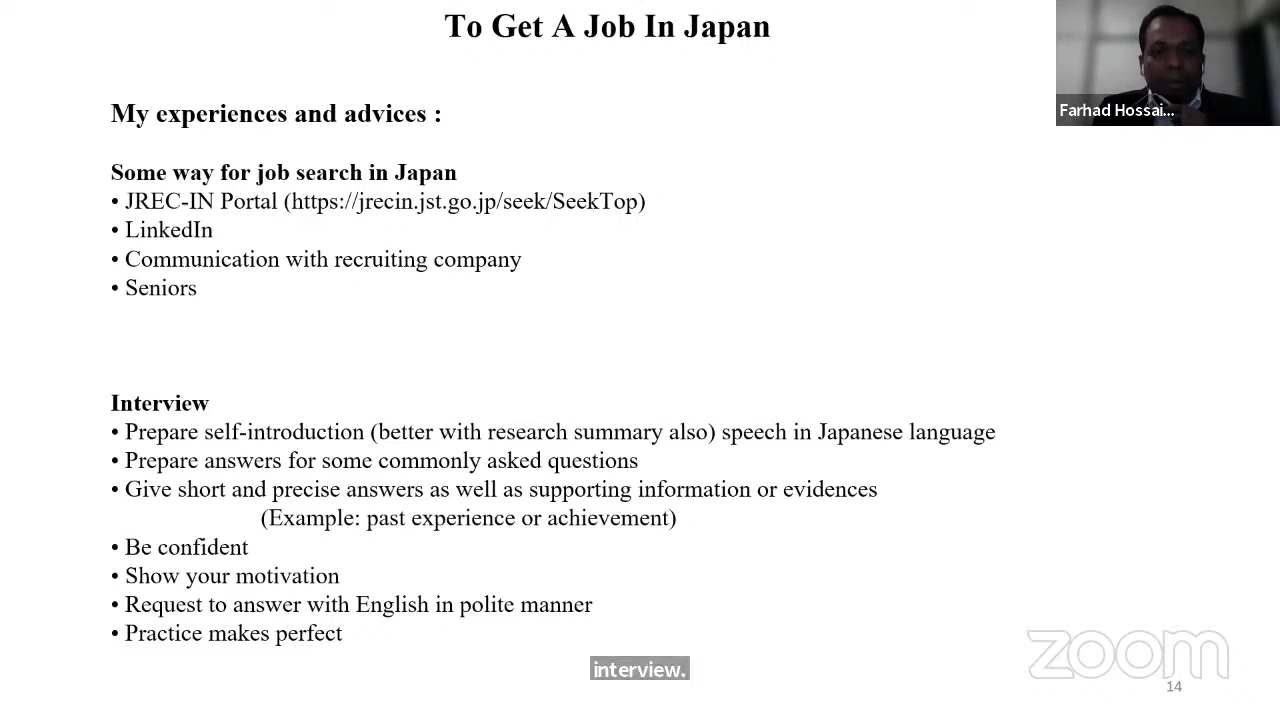 To Get A Job In Japan
Farhad Hossai...
My experiences and advices :
Some way for job search in Japan
• JREC-IN Portal (https://jrecin.jst.go.jp/seek/SeekTop)
• LinkedIn
• Communication with recruiting company
• Seniors
Interview
• Prepare self-introduction (better with research summary also) speech in Japanese language
• Prepare answers for some commonly asked questions
• Give short and precise answers as well as supporting information or evidences
(Example: past experience or achievement)
• Be confident
• Show your motivation
• Request to answer with English in polite manner
• Practice makes perfect
zoom
interview.
14